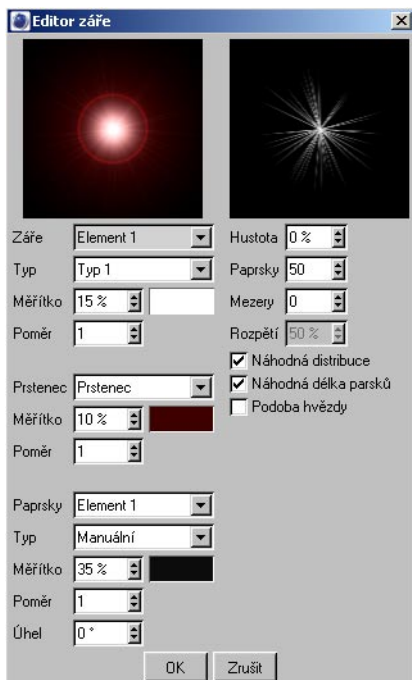 Editor záře
Záře Element 1
Typ Typ 1
Měřítko 15 %
Poměr 1
Prstenec Prstenec
Měřítko 10 %
Poměr 1
Paprsky Element 1
Typ Manuální
Měřítko 35 %
Poměr 1
Úhel 0 °
Hustota 0 %
Paprsky 50
Mezery 0
Rozpětí 50 %
Náhodná distribuce
Náhodná délka parsků
Podoba hvězdy
OK Zrušit